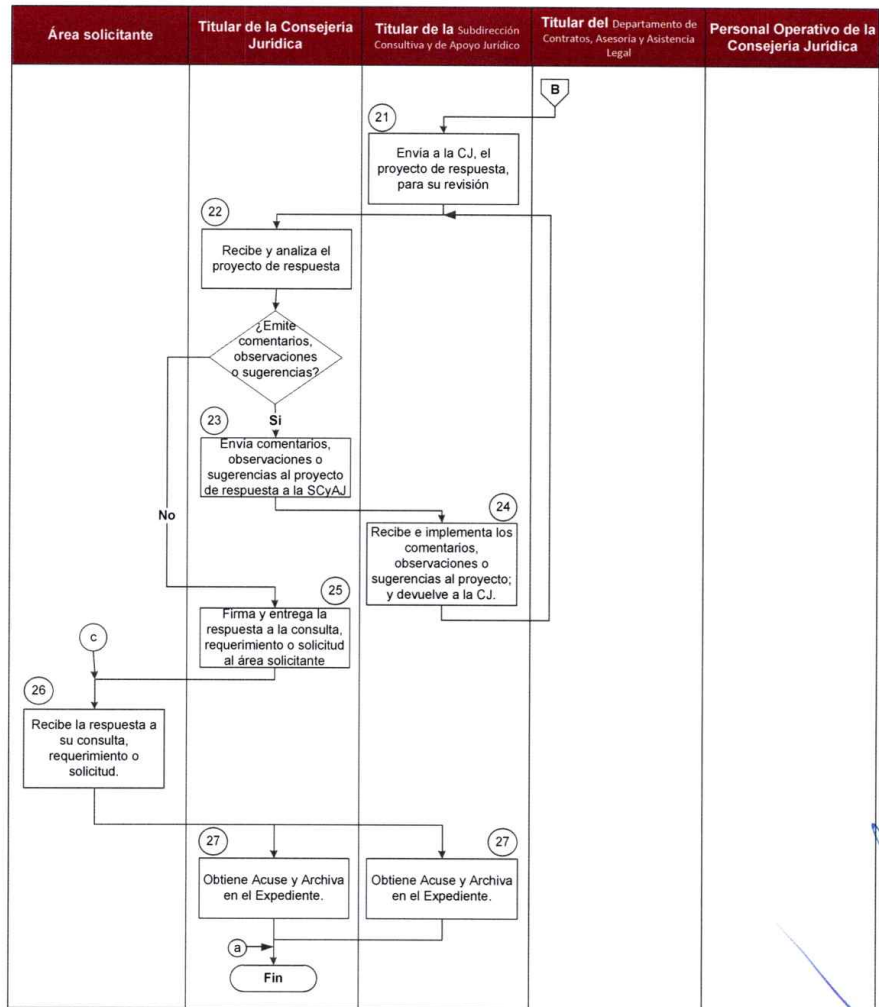 Área solicitante
Titular de la Consejería
Jurídica
Titular de la Subdirección
Consultiva y de Apoyo Jurídico
Titular del Departamento de
Contratos, Asesoría y Asistencia
Legal
Personal Operativo de la
Consejería Jurídica
B
21
Envía a la CJ, el
proyecto de respuesta,
para su revisión
22
Recibe y analiza el
proyecto de respuesta
¿Emite
comentarios,
observaciones
o sugerencias?
Si
23
Envía comentarios,
observaciones o
sugerencias al proyecto
de respuesta a la SCyAJ
No
24
Recibe e implementa los
comentarios,
observaciones o
sugerencias al proyecto;
y devuelve a la CJ.
25
Firma y entrega la
respuesta a la consulta,
requerimiento o solicitud
al área solicitante
c
26
Recibe la respuesta a
su consulta,
requerimiento o
solicitud.
27
Obtiene Acuse y Archiva
en el Expediente.
27
Obtiene Acuse y Archiva
en el Expediente.
a
Fin